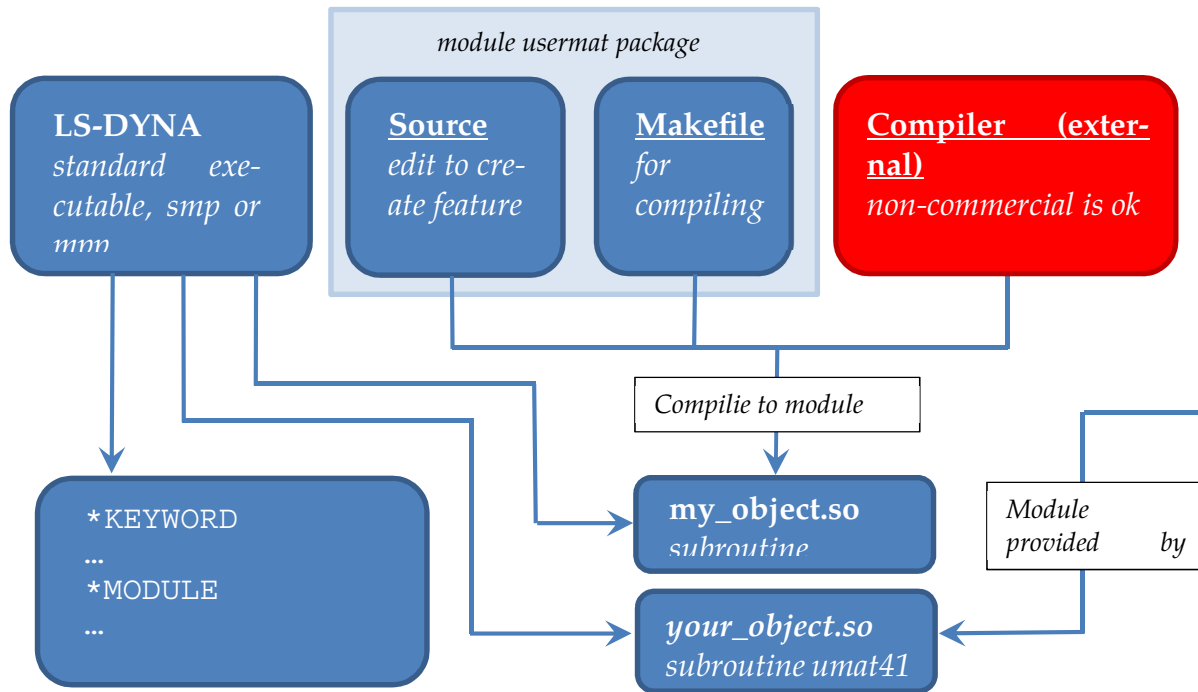 module usermat package
LS-DYNA
standard exe-
cutable, smp or
mpp
Source
edit to cre-
ate feature
Makefile
for
compiling
Compiler (exter-
nal)
non-commercial is ok
Compilie to module
*KEYWORD
…
*MODULE
…
my_object.so
subroutine
Module
provided by
your_object.so
subroutine umat41